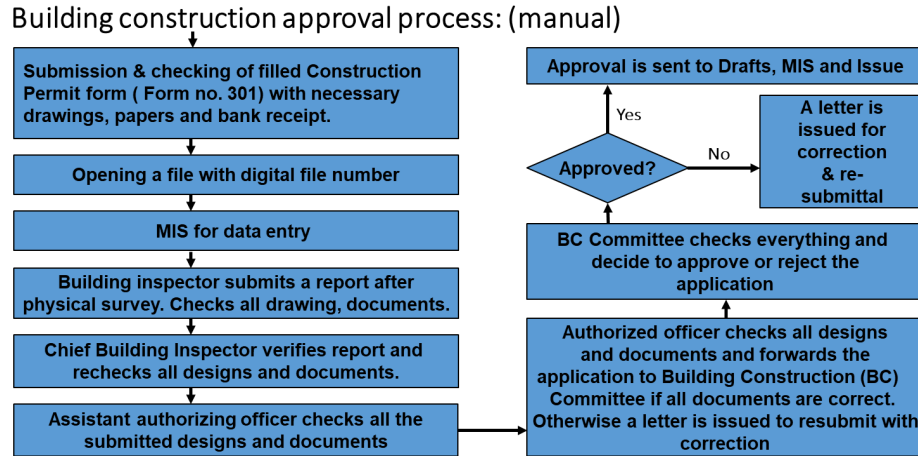 Building construction approval process: (manual)
Submission & checking of filled Construction
Permit form ( Form no. 301) with necessary
drawings, papers and bank receipt.
Opening a file with digital file number
MIS for data entry
Building inspector submits a report after
physical survey. Checks all drawing, documents.
Chief Building Inspector verifies report and
rechecks all designs and documents.
Assistant authorizing officer checks all the
submitted designs and documents
Authorized officer checks all designs
and documents and forwards the
application to Building Construction (BC)
Committee if all documents are correct.
Otherwise a letter is issued to resubmit with
correction
BC Committee checks everything and
decide to approve or reject the
application
Approved?
Yes
No
Approval is sent to Drafts, MIS and Issue
A letter is
issued for
correction
& re-
submittal